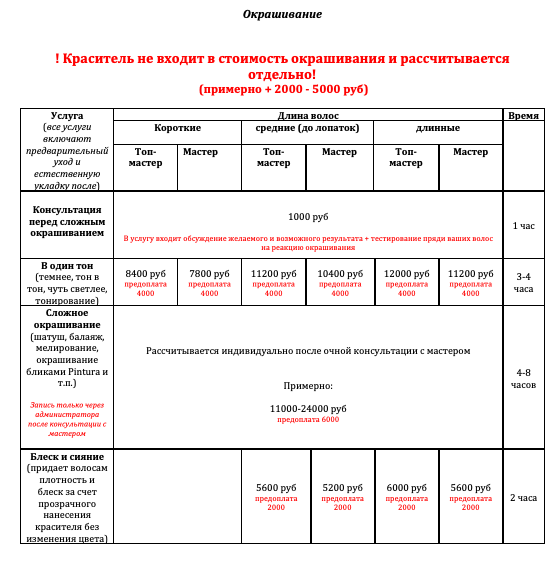 Окрашивание
! Краситель не входит в стоимость окрашивания и рассчитывается
отдельно!
(примерно + 2000 - 5000 руб)
Услуга
(все услуги
включают
предварительный
уход и
естественную
укладку после)
Длина волос
Время
Короткие
средние (до лопаток)
длинные
Топ-
мастер
Мастер
Топ-
мастер
Мастер
Топ-
мастер
Мастер
Консультация
перед сложным
окрашиванием
1000 руб
В услугу входит обсуждение желаемого и возможного результата + тестирование пряди ваших волос
на реакцию окрашивания
1 час
В один тон
(темнее, тон в
тон, чуть светлее,
тонирование)
8400 руб
предоплата
4000
7800 руб
предоплата
4000
11200 руб
предоплата
4000
10400 руб
предоплата
4000
12000 руб
предоплата
4000
11200 руб
предоплата
4000
3-4
часа
Сложное
окрашивание
(шатуш, балаяж,
мелирование,
окрашивание
бликами Pintura и
т.п.)
Запись только через
администратора
после консультации с
мастером
Рассчитывается индивидуально после очной консультации с мастером
Примерно:
11000-24000 руб
предоплата 6000
4-8
часов
Блеск и сияние
(придает волосам
плотность и
блеск за счет
прозрачного
нанесения
красителя без
изменения цвета)
5600 руб
предоплата
2000
5200 руб
предоплата
2000
6000 руб
предоплата
2000
5600 руб
предоплата
2000
2 часа